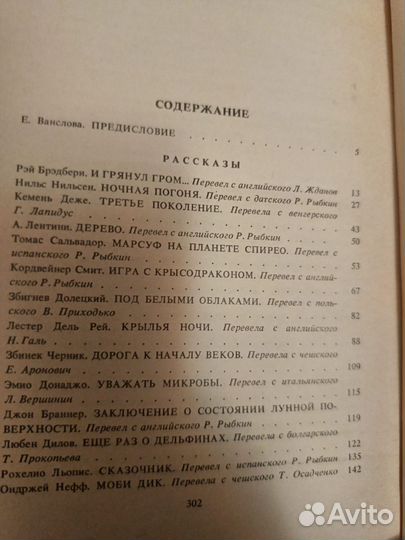 СОДЕРЖАНИЕ
Е. Ванслова. ПРЕДИСЛОВИЕ . . . . . . . . . . 5
РАССКАЗЫ
Рэй Брэдбери. И ГРЯНУЛ ГРОМ... Перевел с английского Л. Жданов 13
Нильс Нильсен. НОЧНАЯ ПОГОНЯ. Перевел с датского Р. Рыбкин 27
Кемень Деже. ТРЕТЬЕ ПОКОЛЕНИЕ. Перевела с венгерского
Г. Лапидус . . . . . . . . . . 43
А. Лентини. ДЕРЕВО. Перевел с английского Р. Рыбкин . . . 50
Томас Сальвадор. МАРСУФ НА ПЛАНЕТЕ СПИРЕО. Перевел с
испанского Р. Рыбкин . . . . . . . . . . 53
Кордвейнер Смит. ИГРА С КРЫСОДРАКОНОМ. Перевел с англий-
ского Р. Рыбкин . . . . . . . . . . 67
Збигнев Долецкий. ПОД БЕЛЫМИ ОБЛАКАМИ. Перевел с поль-
ского В. Приходько . . . . . . . . . . 82
Лестер Дель Рей. КРЫЛЬЯ НОЧИ. Перевела с английского
Н. Галь . . . . . . . . . . 88
Збинек Черник. ДОРОГА К НАЧАЛУ ВЕКОВ. Перевела с чешского
Е. Аронович . . . . . . . . . . 109
Эмио Донаджо. УВАЖАТЬ МИКРОБЫ. Перевел с итальянского
Л. Вершинин . . . . . . . . . . 116
Джон Браннер. ЗАКЛЮЧЕНИЕ О СОСТОЯНИИ ЛУННОЙ ПО-
ВЕРХНОСТИ. Перевел с английского Р. Рыбкин . . . . 119
Любен Дилов. ЕЩЕ РАЗ О ДЕЛЬФИНАХ. Перевела с болгарского
Т. Прокопьева . . . . . . . . . . 122
Рохелио Льопис. СКАЗОЧНИК. Перевел с испанского Р. Рыбкин 135
Ондржей Нефф. МОБИ ДИК. Перевела с чешского Т. Осадченко 142
302
Avito